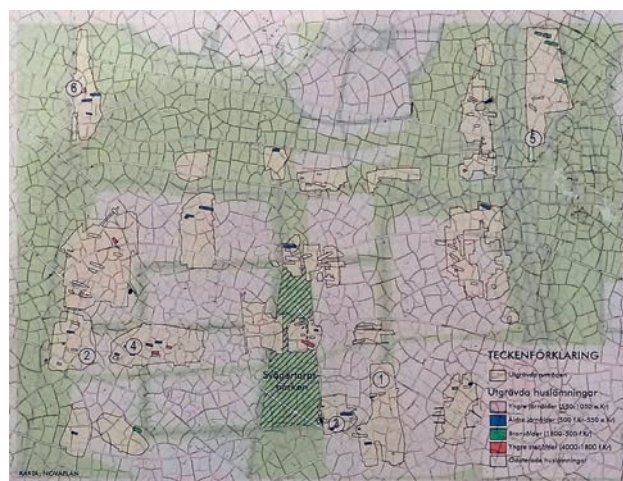 6
5
2
4
1
3
Svågertorps-
parken
TECKENFÖRKLARING
Utgrävda områden
Utgrävda huslämningar
Yngre järnålder (550-1050 e.Kr)
Äldre järnålder (500 f.Kr-550 e.Kr)
Bronsålder (1800-500 f.Kr)
Yngre stenålder (4000-1800 f.Kr)
Odaterade huslämningar
KARTA: NOVAPLAN